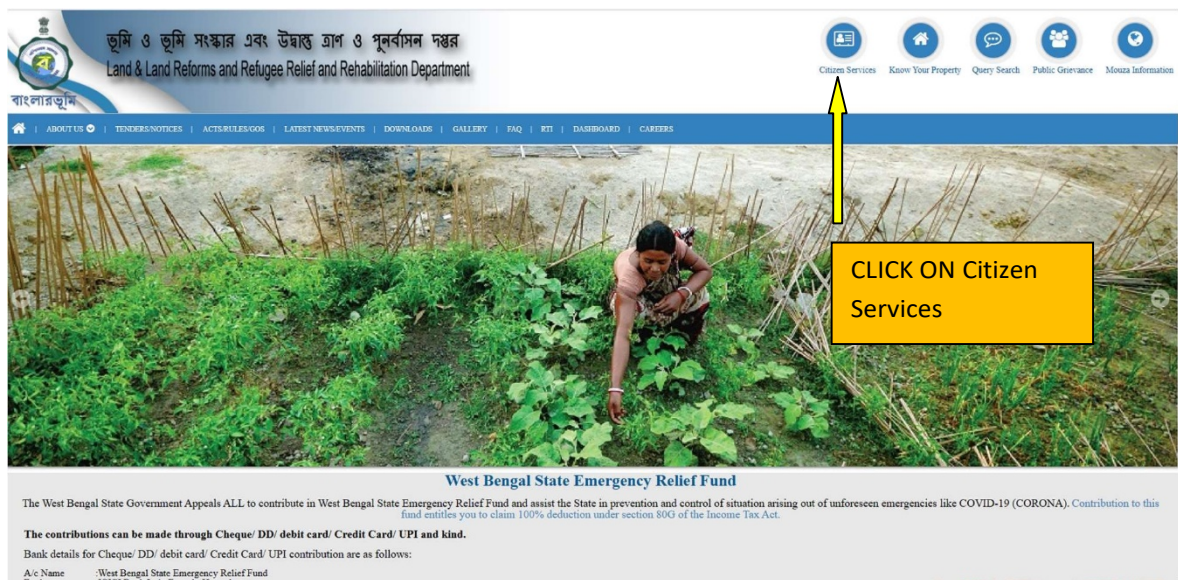 ভূমি ও ভূমি সংস্কার এবং উদ্বাস্তু ত্রাণ ও পুনর্বাসন দপ্তর
Land & Land Reforms and Refugee Relief and Rehabilitation Department
বাংলারভূমি
Citizen Services Know Your Property Query Search Public Grievance Mouza Information
| ABOUT US | TENDERS/NOTICES | ACTS/RULES/GOS | LATEST NEWS/EVENTS | DOWNLOADS | GALLERY | FAQ | RTI | DASHBOARD | CAREERS
CLICK ON Citizen
Services
West Bengal State Emergency Relief Fund
The West Bengal State Government Appeals ALL to contribute in West Bengal State Emergency Relief Fund and assist the State in prevention and control of situation arising out of unforeseen emergencies like COVID-19 (CORONA). Contribution to this
fund entitles you to claim 100% deduction under section 80G of the Income Tax Act.
The contributions can be made through Cheque/ DD/ debit card/ Credit Card/ UPI and kind.
Bank details for Cheque/ DD/ debit card/ Credit Card/ UPI contribution are as follows:
A/c Name :West Bengal State Emergency Relief Fund